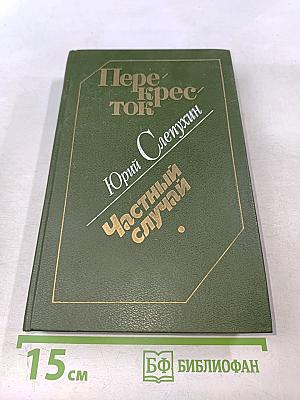 Пере-
крес-
ток
Юрий Слепухин
Частный
случай
15 см
БФ БИБЛИОФАН